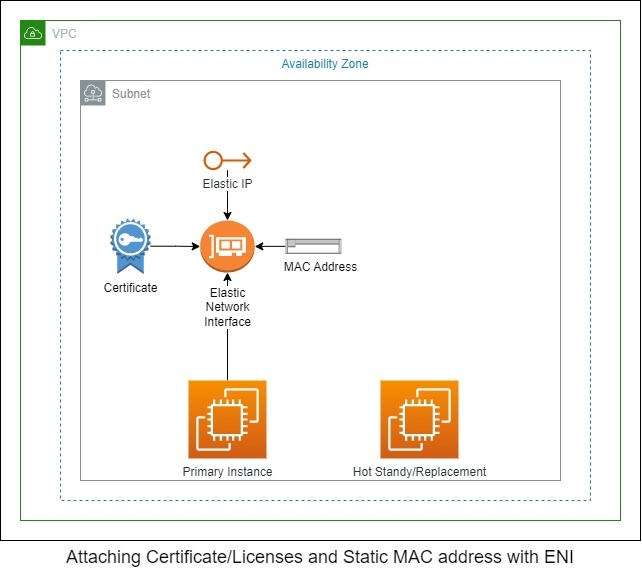 VPC
Availability Zone
Subnet
Elastic IP
Certificate
MAC Address
Elastic
Network
Interface
Primary Instance
Hot Standy/Replacement
Attaching Certificate/Licenses and Static MAC address with ENI